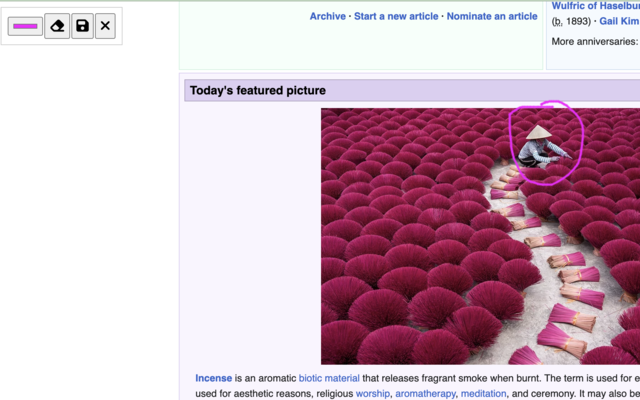 Archive · Start a new article · Nominate an article
Wulfric of Haselbur
(b. 1893) · Gail Kim
More anniversaries:
Today's featured picture
Incense is an aromatic biotic material that releases fragrant smoke when burnt. The term is used for
used for aesthetic reasons, religious worship, aromatherapy, meditation, and ceremony. It may also be